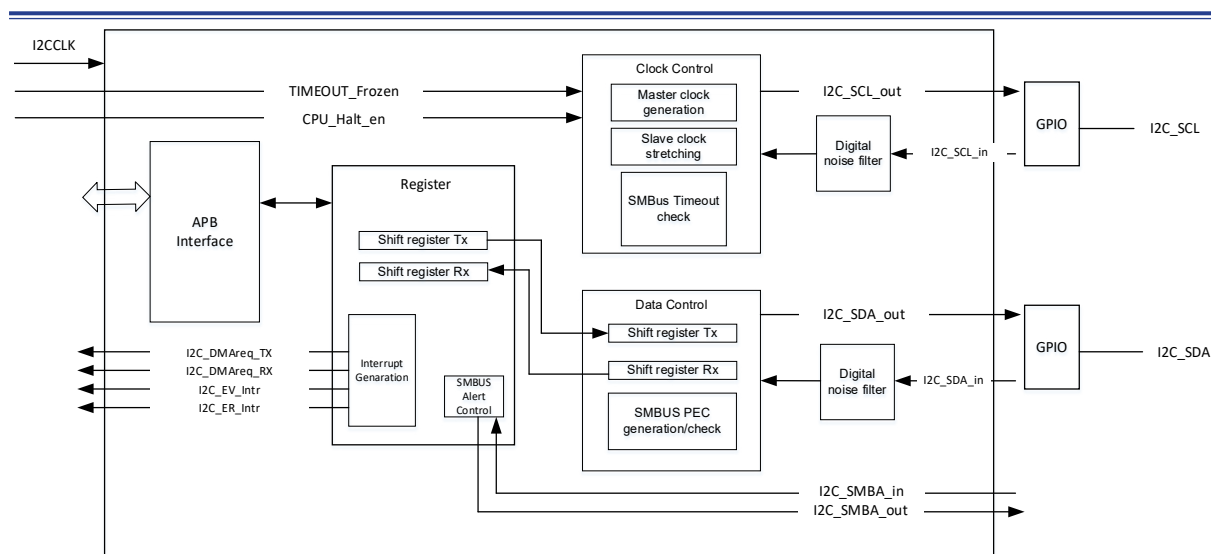 I2CCLK
TIMEOUT_Frozen
CPU_Halt_en
Clock Control
Master clock
generation
Slave clock
stretching
SMBus Timeout
check
I2C_SCL_out
Digital
noise filter
I2C_SCL_in
GPIO
I2C_SCL
APB
Interface
Register
Shift register Tx
Shift register Rx
Interrupt
Genaration
SMBUS
Alert
Control
I2C_DMAreq_TX
I2C_DMAreq_RX
I2C_EV_Intr
I2C_ER_Intr
Data Control
Shift register Tx
Shift register Rx
SMBUS PEC
generation/check
I2C_SDA_out
Digital
noise filter
I2C_SDA_in
GPIO
I2C_SDA
I2C_SMBA_in
I2C_SMBA_out